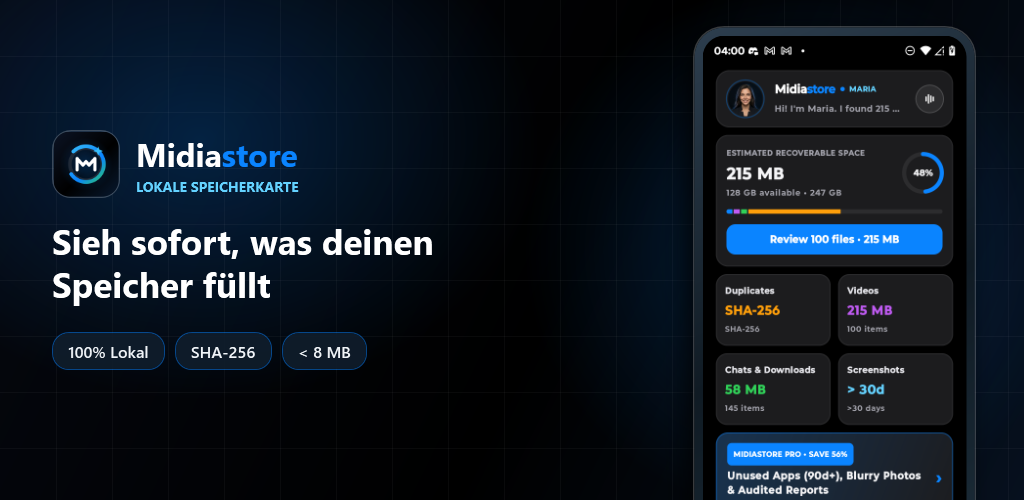 Midiastore
LOKALE SPEICHERKARTE
Sieh sofort, was deinen
Speicher füllt
100% Lokal
SHA-256
< 8 MB
04:00
Midiastore • MARIA
Hi! I'm Maria. I found 215 ...
ESTIMATED RECOVERABLE SPACE
215 MB
128 GB available • 247 GB
48%
Review 100 files · 215 MB
Duplicates
SHA-256
SHA-256
Videos
215 MB
100 items
Chats & Downloads
58 MB
145 items
Screenshots
> 30d
>30 days
MIDIASTORE PRO • SAVE 56%
Unused Apps (90d+), Blurry Photos
& Audited Reports
›